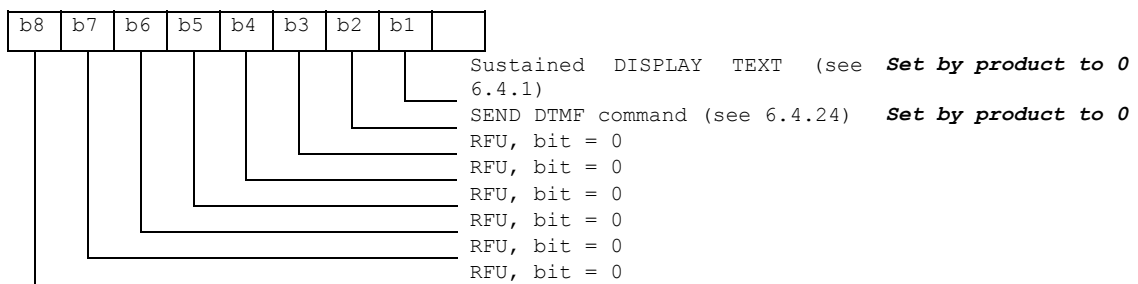 b8 b7 b6 b5 b4 b3 b2 b1
Sustained DISPLAY TEXT (see Set by product to 0
6.4.1)
SEND DTMF command (see 6.4.24) Set by product to 0
RFU, bit = 0
RFU, bit = 0
RFU, bit = 0
RFU, bit = 0
RFU, bit = 0
RFU, bit = 0